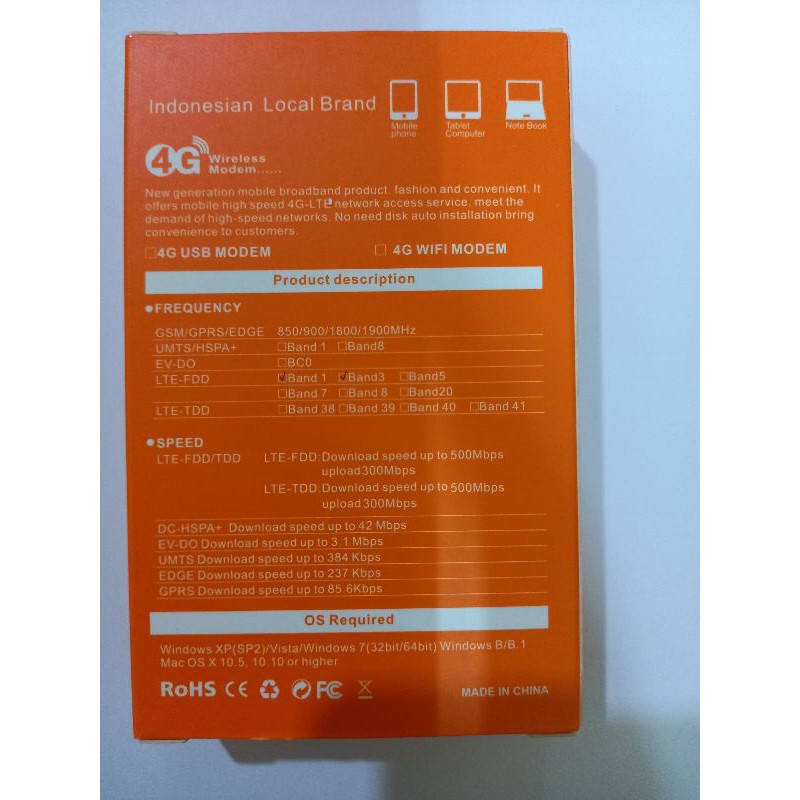 Indonesian Local Brand
Mobile phone
Tablet Computer
Note Book
4G Wireless Modem......
New generation mobile broadband product. fashion and convenient. It
offers mobile high speed 4G-LTE network access service. meet the
demand of high-speed networks. No need disk auto installation bring
convenience to customers.
☐4G USB MODEM ☐ 4G WIFI MODEM
Product description
●FREQUENCY
GSM/GPRS/EDGE 850/900/1800/1900MHz
UMTS/HSPA+ ☐Band 1 ☐Band8
EV-DO ☐BC0
LTE-FDD ☑Band 1 ☑Band3 ☐Band5
☐Band 7 ☐Band 8 ☐Band20
LTE-TDD ☐Band 38 ☐Band 39 ☐Band 40 ☐Band 41
●SPEED
LTE-FDD/TDD LTE-FDD:Download speed up to 500Mbps
upload300Mbps
LTE-TDD:Download speed up to 500Mbps
upload 300Mbps
DC-HSPA+ Download speed up to 42 Mbps
EV-DO Download speed up to 3.1 Mbps
UMTS Download speed up to 384 Kbps
EDGE Download speed up to 237 Kbps
GPRS Download speed up to 85.6Kbps
OS Required
Windows XP(SP2)/Vista/Windows 7(32bit/64bit) Windows B/B.1
Mac OS X 10.5, 10.10 or higher
RoHS CE FC MADE IN CHINA